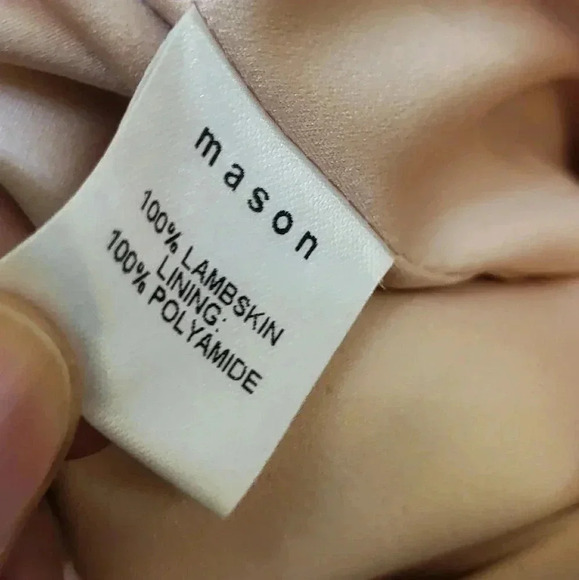 mason
100% LAMBSKIN
LINING:
100% POLYAMIDE